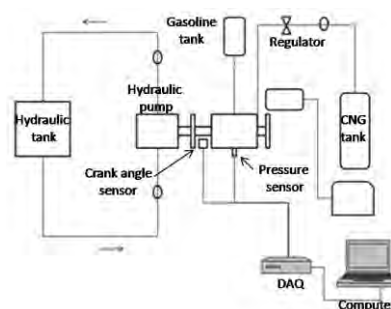 Gasoline
tank
Regulator
Hydraulic
pump
Hydraulic
tank
CNG
tank
Crank angle
sensor
Pressure
sensor
DAQ
Compute